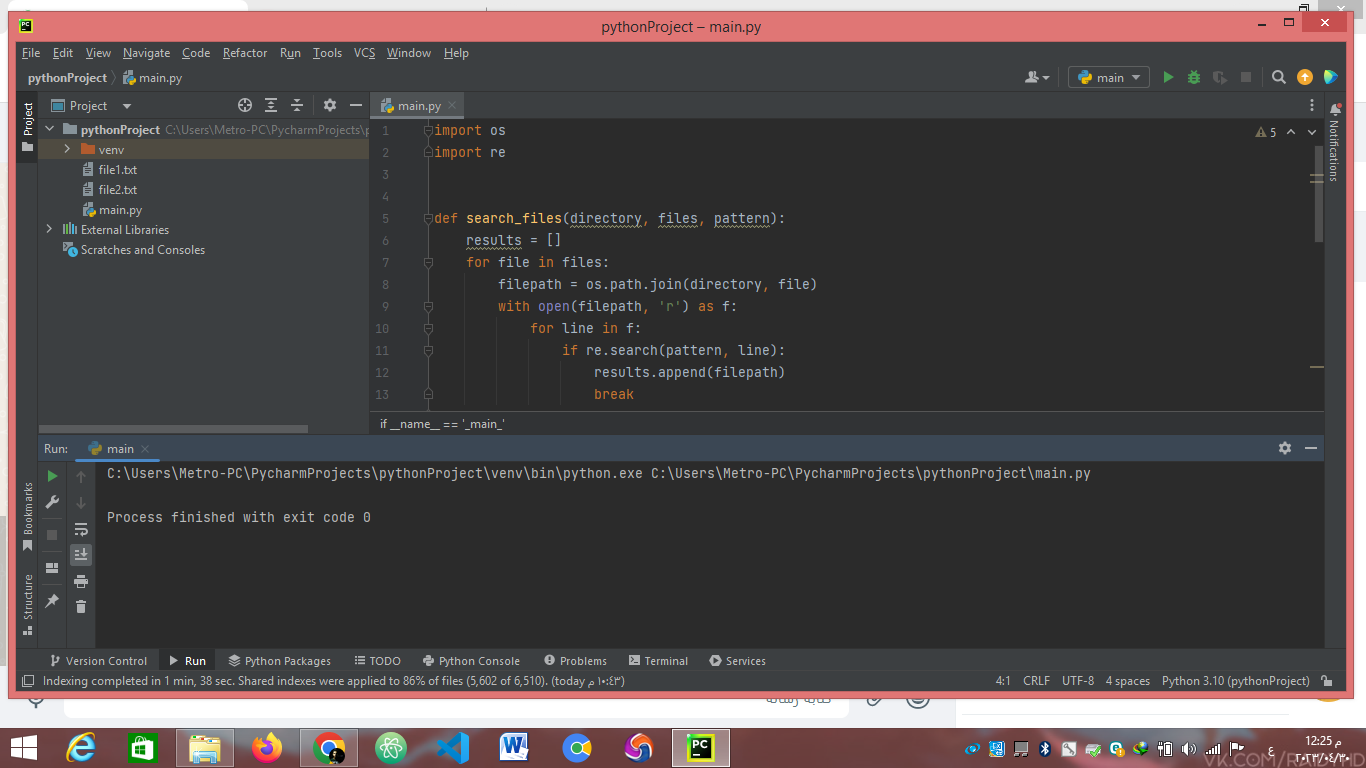 pythonProject – main.py
File Edit View Navigate Code Refactor Run Tools VCS Window Help
pythonProject main.py
main
Project
Project
main.py
Notifications
pythonProject C:\Users\Metro-PC\PycharmProjects\p
venv
file1.txt
file2.txt
main.py
External Libraries
Scratches and Consoles
5
1 import os
2 import re
3
4
5 def search_files(directory, files, pattern):
6 results = []
7 for file in files:
8 filepath = os.path.join(directory, file)
9 with open(filepath, 'r') as f:
10 for line in f:
11 if re.search(pattern, line):
12 results.append(filepath)
13 break
if __name__ == '_main_'
Run: main
C:\Users\Metro-PC\PycharmProjects\pythonProject\venv\bin\python.exe C:\Users\Metro-PC\PycharmProjects\pythonProject\main.py
Process finished with exit code 0
Bookmarks
Structure
Version Control Run Python Packages TODO Python Console Problems Terminal Services
Indexing completed in 1 min, 38 sec. Shared indexes were applied to 86% of files (5,602 of 6,510). (today ١٠:٤٣ م)
4:1 CRLF UTF-8 4 spaces Python 3.10 (pythonProject)
كتابة رسالة
ع
12:25 م
٢٠٢٣/٠٤/٣٠